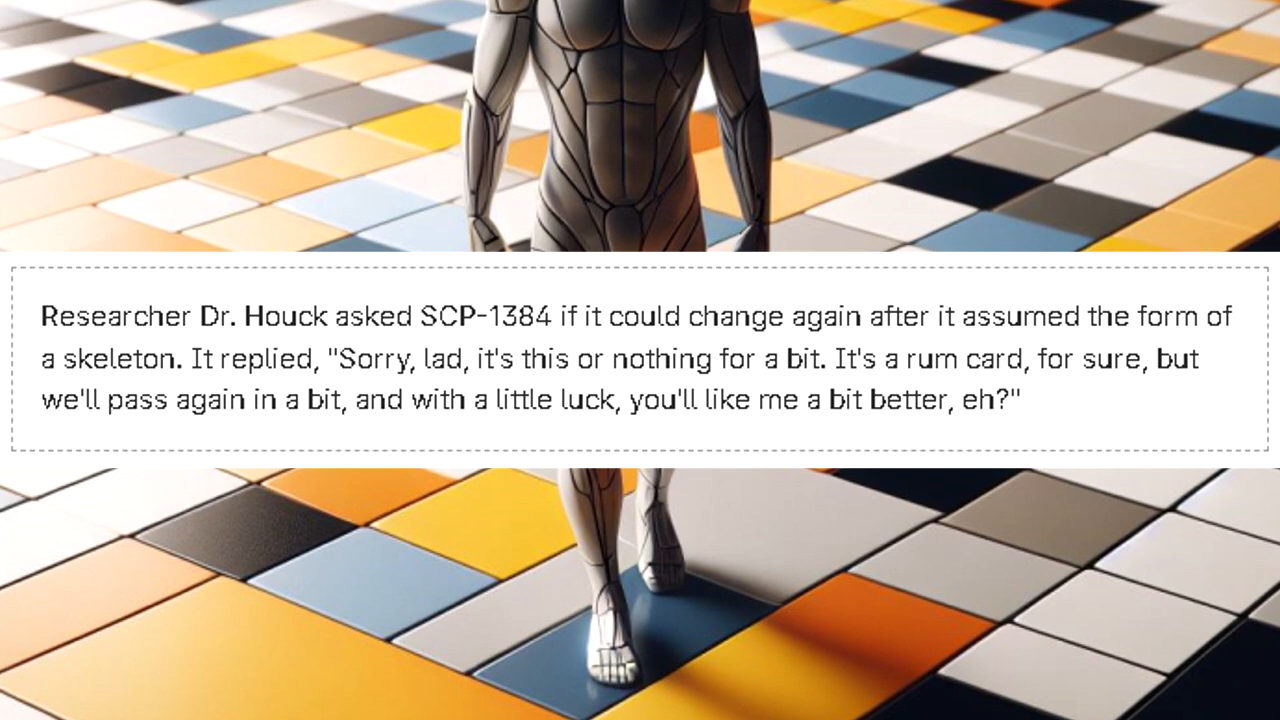 Researcher Dr. Houck asked SCP-1384 if it could change again after it assumed the form of
a skeleton. It replied, "Sorry, lad, it's this or nothing for a bit. It's a rum card, for sure, but
we'll pass again in a bit, and with a little luck, you'll like me a bit better, eh?"